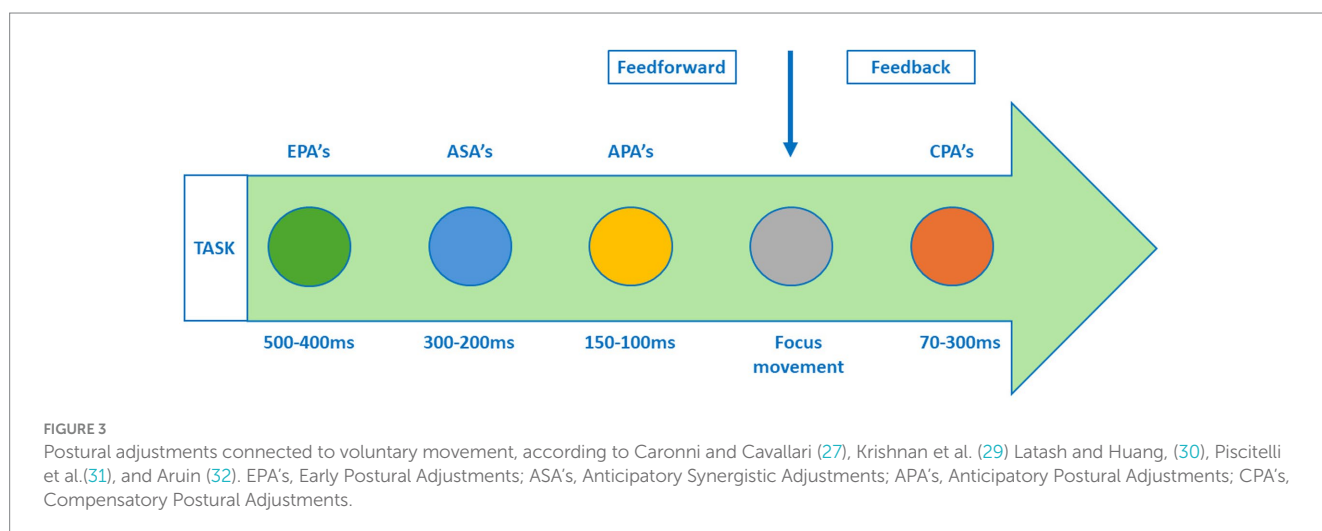 Feedforward Feedback
EPA's ASA's APA's CPA's
TASK
500-400ms 300-200ms 150-100ms Focus 70-300ms
movement
FIGURE 3
Postural adjustments connected to voluntary movement, according to Caronni and Cavallari (27), Krishnan et al. (29) Latash and Huang, (30), Piscitelli
et al.(31), and Aruin (32). EPA's, Early Postural Adjustments; ASA's, Anticipatory Synergistic Adjustments; APA's, Anticipatory Postural Adjustments; CPA's,
Compensatory Postural Adjustments.